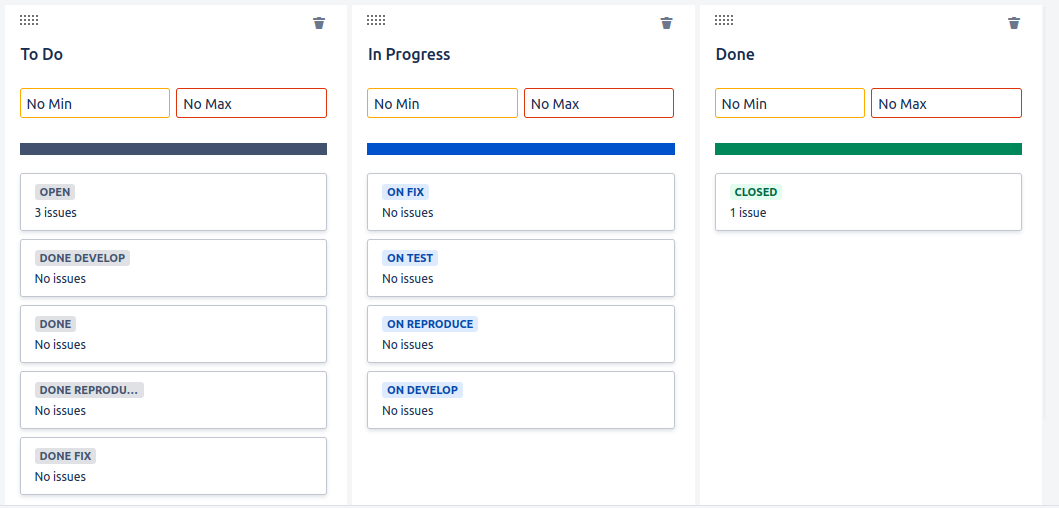 To Do
No Min
No Max
OPEN
3 issues
DONE DEVELOP
No issues
DONE
No issues
DONE REPRODU...
No issues
DONE FIX
No issues
In Progress
No Min
No Max
ON FIX
No issues
ON TEST
No issues
ON REPRODUCE
No issues
ON DEVELOP
No issues
Done
No Min
No Max
CLOSED
1 issue